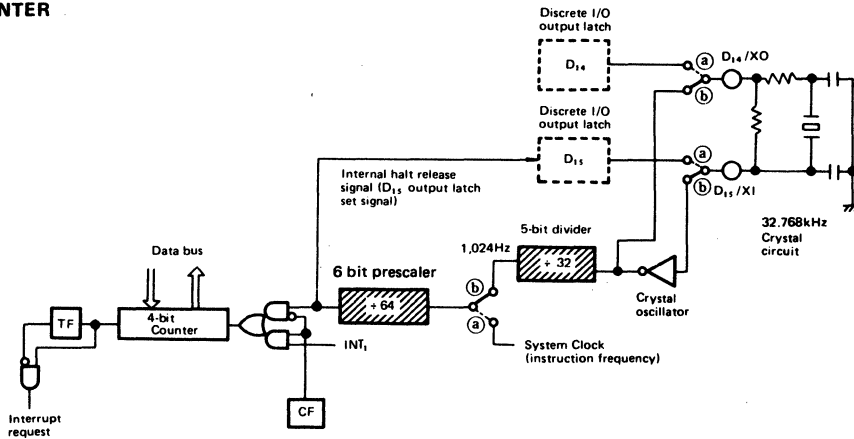 NTER
Discrete I/O
output latch
D₁₄
ⓐ
D₁₄/XO
ⓑ
Discrete I/O
output latch
D₁₅
ⓐ
ⓑ
D₁₅/XI
Internal halt release
signal (D₁₅ output latch
set signal)
32.768kHz
Crystal
circuit
5-bit divider
1,024Hz
÷ 32
Crystal
oscillator
Data bus
6 bit prescaler
÷ 64
ⓑ
ⓐ
TF
4-bit
Counter
INT₁
System Clock
(instruction frequency)
CF
Interrupt
request